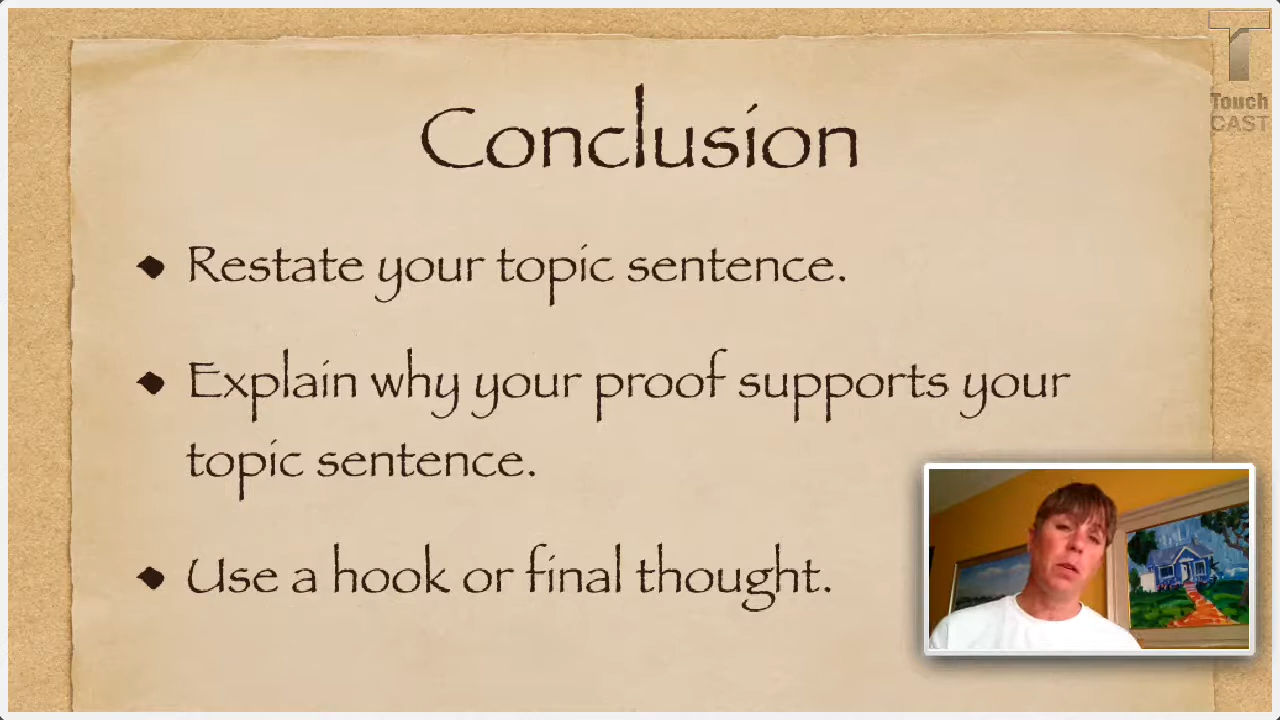 Touch
CAST
Conclusion
Restate your topic sentence.
Explain why your proof supports your
topic sentence.
Use a hook or final thought.